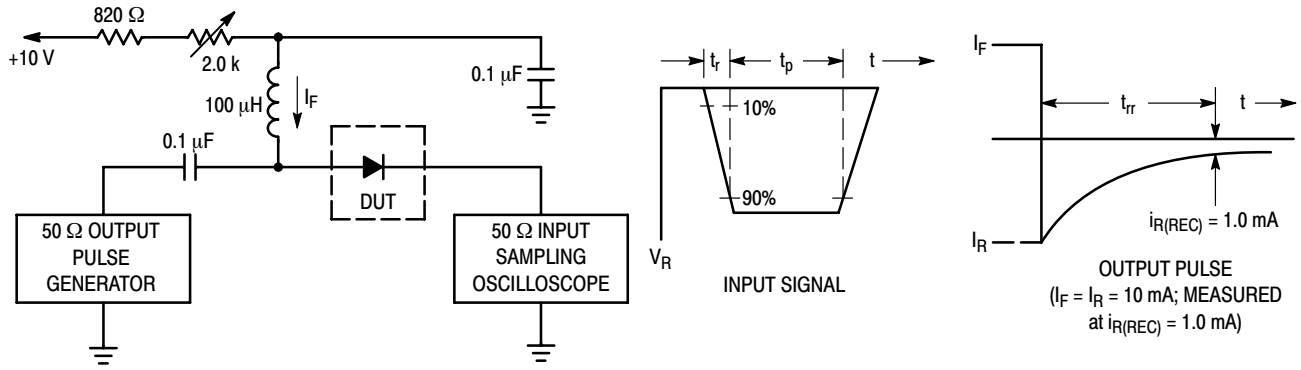 820 Ω
+10 V
2.0 k
100 μH
I_F
0.1 μF
0.1 μF
DUT
50 Ω OUTPUT
PULSE
GENERATOR
50 Ω INPUT
SAMPLING
OSCILLOSCOPE
t_r
t_p
t
10%
90%
V_R
INPUT SIGNAL
I_F
t_rr
t
I_R
i_R(REC) = 1.0 mA
OUTPUT PULSE
(I_F = I_R = 10 mA; MEASURED
at i_R(REC) = 1.0 mA)